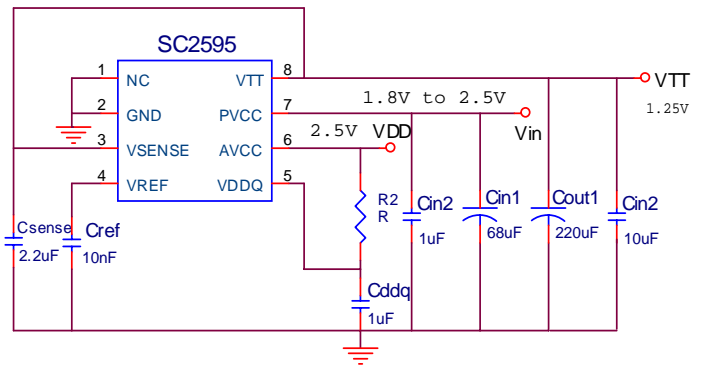 SC2595
1 NC VTT 8 VTT
1.25V
2 GND PVCC 7 1.8V to 2.5V Vin
3 VSENSE AVCC 6 2.5V VDD
4 VREF VDDQ 5
R2
R
Cin2
1uF
Cin1
68uF
Cout1
220uF
Cin2
10uF
Csense
2.2uF
Cref
10nF
Cddq
1uF